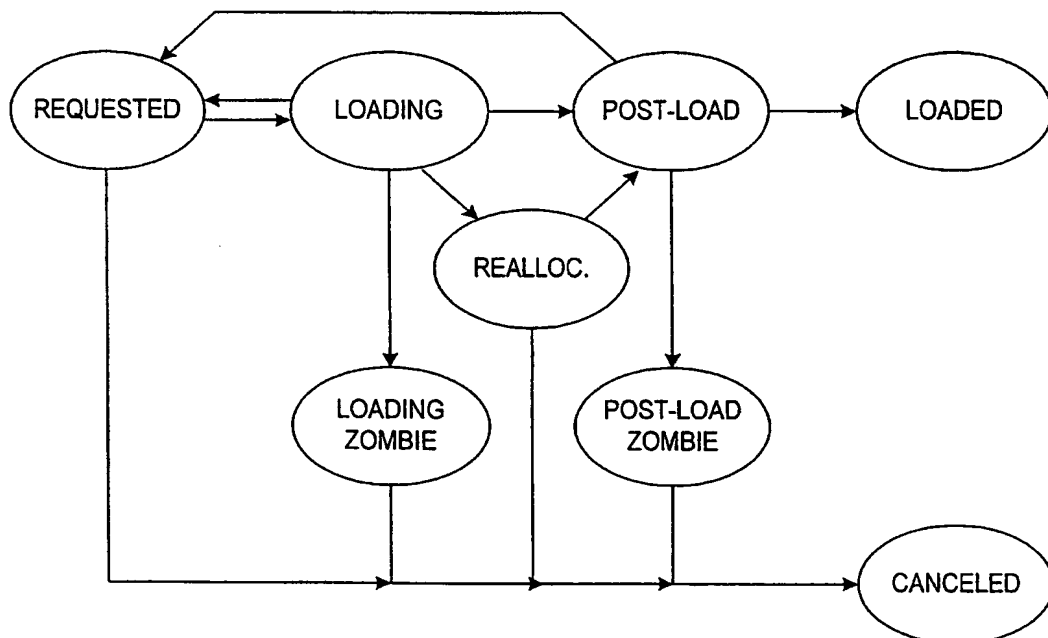 REQUESTED
LOADING
POST-LOAD
LOADED
REALLOC.
LOADING
ZOMBIE
POST-LOAD
ZOMBIE
CANCELED